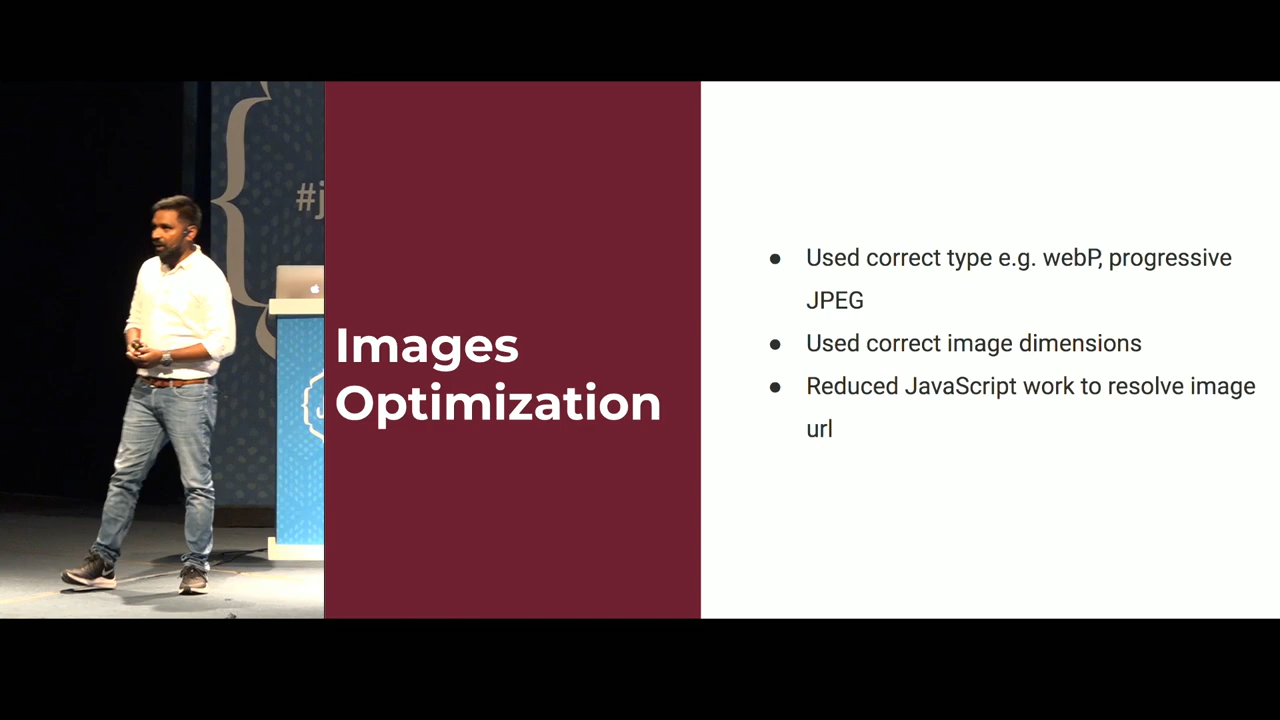 #j
Images
Optimization
● Used correct type e.g. webP, progressive
JPEG
● Used correct image dimensions
● Reduced JavaScript work to resolve image
url